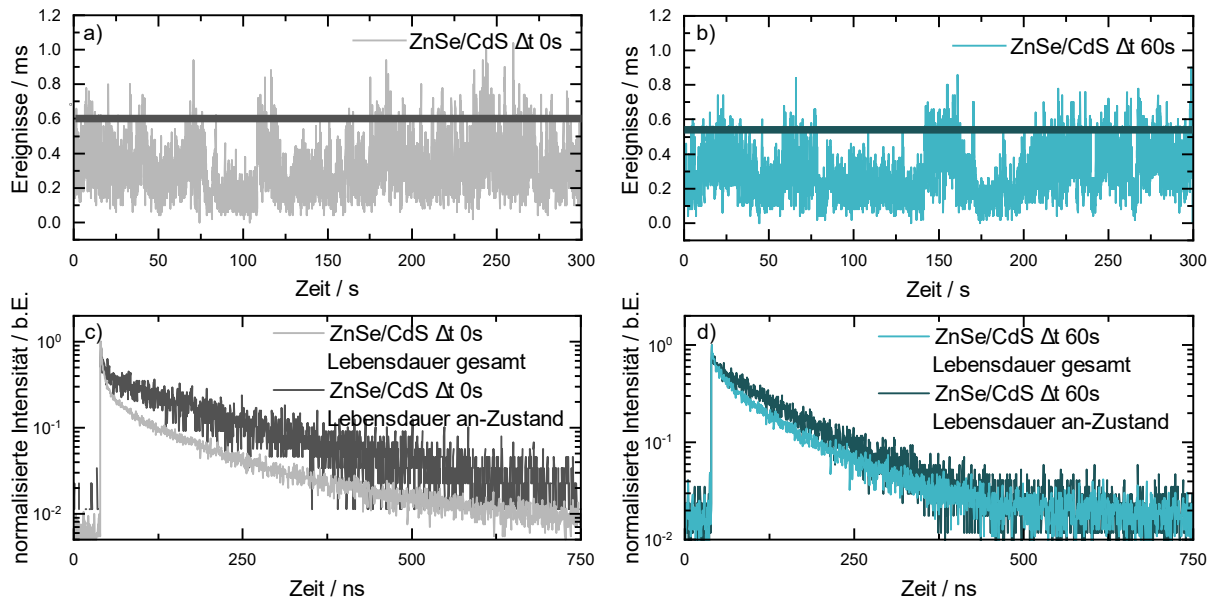 a)
ZnSe/CdS Δt 0s
Ereignisse / ms
1.2
1.0
0.8
0.6
0.4
0.2
0.0
0 50 100 150 200 250 300
Zeit / s
b)
ZnSe/CdS Δt 60s
Ereignisse / ms
1.2
1.0
0.8
0.6
0.4
0.2
0.0
0 50 100 150 200 250 300
Zeit / s
c)
ZnSe/CdS Δt 0s
Lebensdauer gesamt
ZnSe/CdS Δt 0s
Lebensdauer an-Zustand
normalisierte Intensität / b.E.
10⁰
10⁻¹
10⁻²
0 250 500 750
Zeit / ns
d)
ZnSe/CdS Δt 60s
Lebensdauer gesamt
ZnSe/CdS Δt 60s
Lebensdauer an-Zustand
normalisierte Intensität / b.E.
10⁰
10⁻¹
10⁻²
0 250 500 750
Zeit / ns